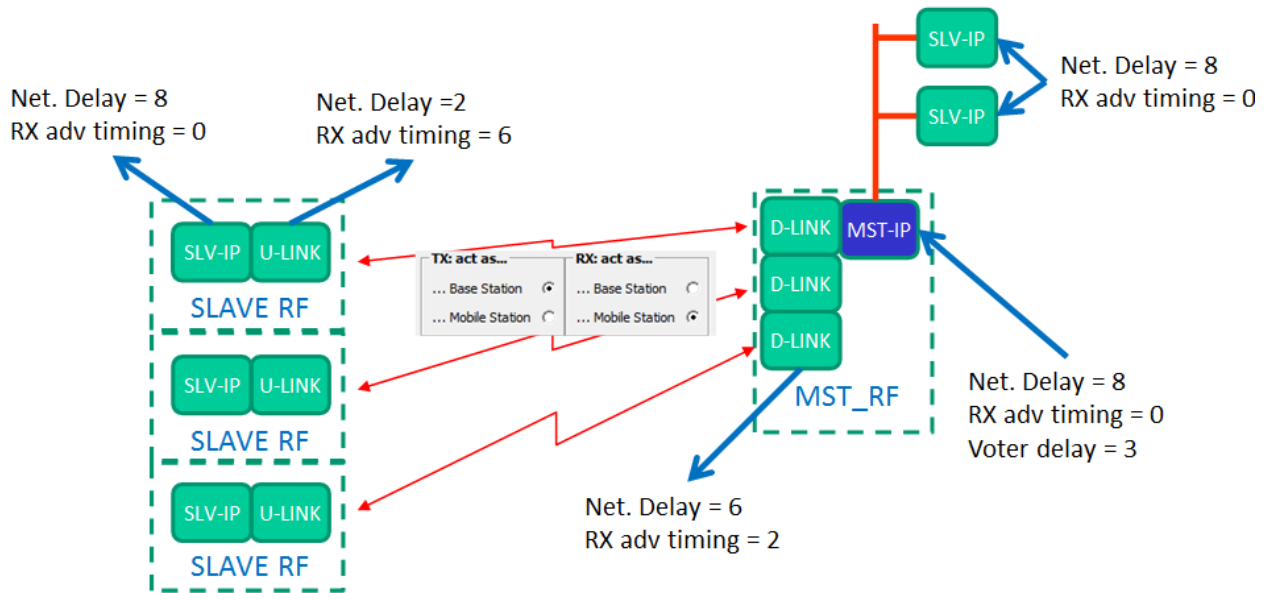 SLV-IP
Net. Delay = 8
RX adv timing = 0
SLV-IP
Net. Delay = 8
RX adv timing = 0
Net. Delay =2
RX adv timing = 6
SLV-IP U-LINK
SLAVE RF
D-LINK MST-IP
TX: act as... RX: act as...
... Base Station ... Base Station
... Mobile Station ... Mobile Station
D-LINK
D-LINK
MST_RF
SLV-IP U-LINK
SLAVE RF
Net. Delay = 8
RX adv timing = 0
Voter delay = 3
SLV-IP U-LINK
SLAVE RF
Net. Delay = 6
RX adv timing = 2